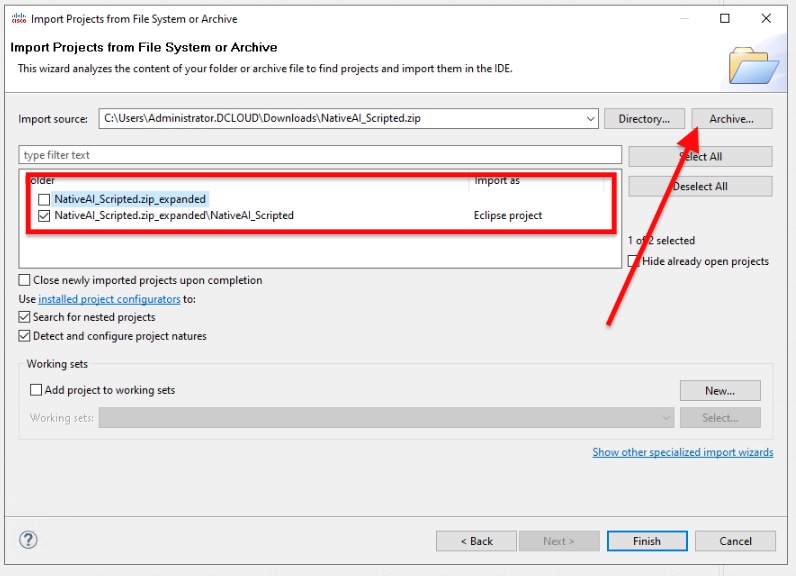 cisco Import Projects from File System or Archive
Import Projects from File System or Archive
This wizard analyzes the content of your folder or archive file to find projects and import them in the IDE.
Import source: C:\Users\Administrator.DCLOUD\Downloads\NativeAI_Scripted.zip Directory... Archive...
type filter text Select All
Folder Import as Deselect All
NativeAI_Scripted.zip_expanded
NativeAI_Scripted.zip_expanded\NativeAI_Scripted Eclipse project
1 of 2 selected
Hide already open projects
Close newly imported projects upon completion
Use installed project configurators to:
Search for nested projects
Detect and configure project natures
Working sets
Add project to working sets New...
Working sets: Select...
Show other specialized import wizards
? < Back Next > Finish Cancel